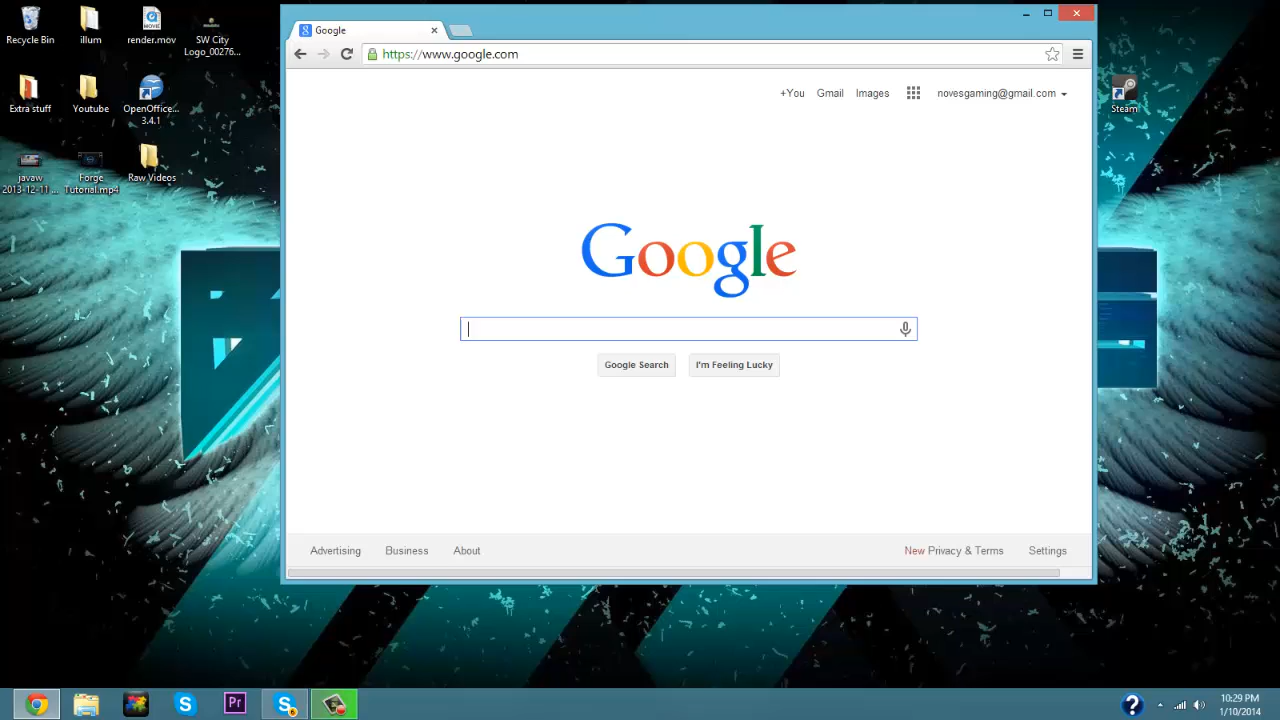 Recycle Bin
illum
render.mov
SW City
Logo_00276...
Extra stuff
Youtube
OpenOffice...
3.4.1
javaw
2013-12-11 ...
Forge
Tutorial.mp4
Raw Videos
Steam
Google
https://www.google.com
+You Gmail Images novesgaming@gmail.com
Google
Google Search I'm Feeling Lucky
Advertising Business About New Privacy & Terms Settings
Pr
10:29 PM
1/10/2014